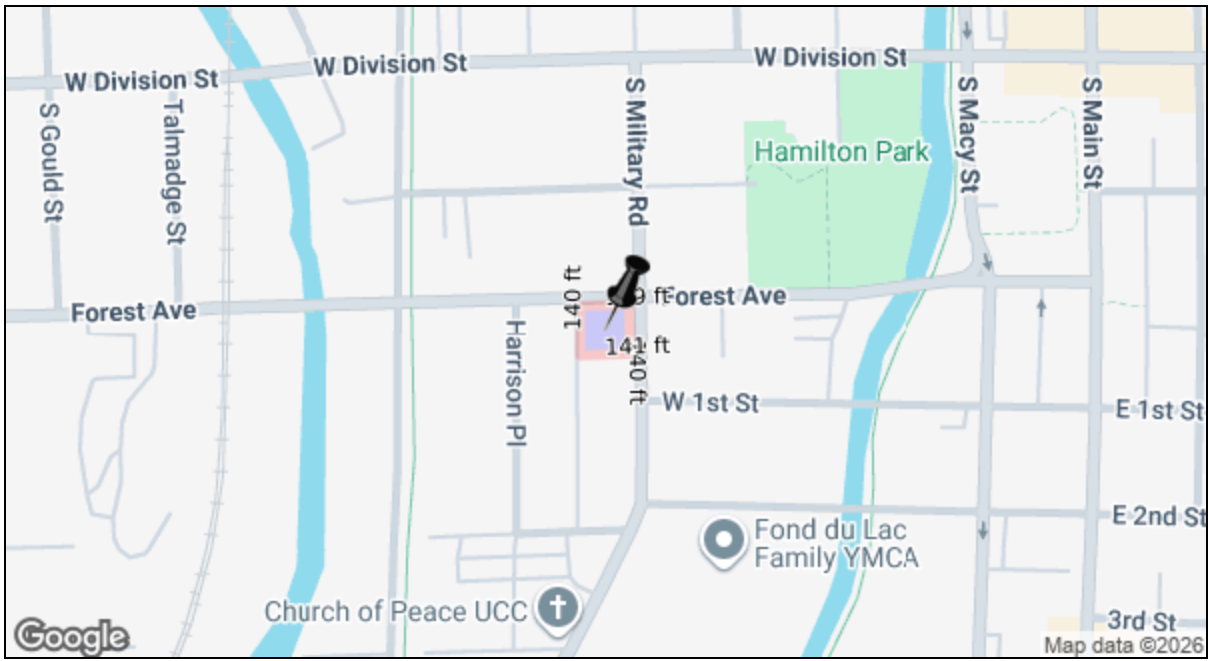 W Division St
W Division St
W Division St
S Gould St
Talmadge St
S Military Rd
S Macy St
S Main St
Hamilton Park
140 ft
Forest Ave
Forest Ave
Harrison Pl
141 ft
W 1st St
E 1st St
E 2nd St
Fond du Lac
Family YMCA
Church of Peace UCC
3rd St
Google
Map data ©2026